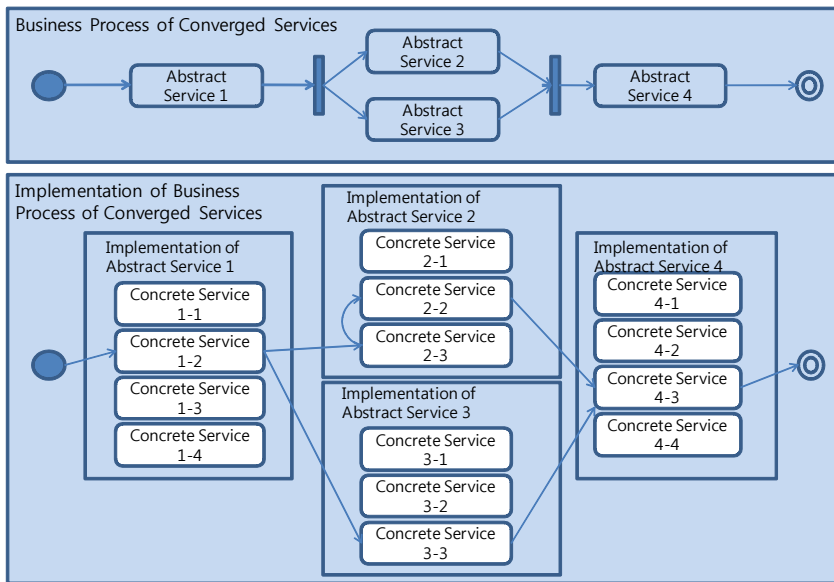 Business Process of Converged Services
Abstract
Service 1
Abstract
Service 2
Abstract
Service 3
Abstract
Service 4
Implementation of Business
Process of Converged Services
Implementation of
Abstract Service 1
Concrete Service
1-1
Concrete Service
1-2
Concrete Service
1-3
Concrete Service
1-4
Implementation of
Abstract Service 2
Concrete Service
2-1
Concrete Service
2-2
Concrete Service
2-3
Implementation of
Abstract Service 3
Concrete Service
3-1
Concrete Service
3-2
Concrete Service
3-3
Implementation of
Abstract Service 4
Concrete Service
4-1
Concrete Service
4-2
Concrete Service
4-3
Concrete Service
4-4